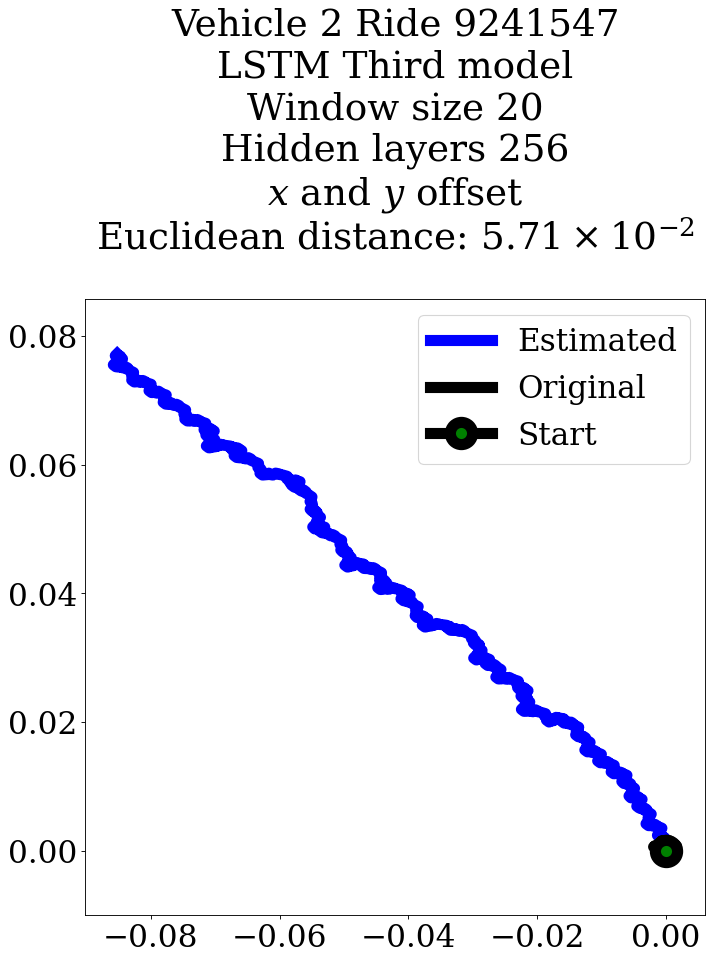 Vehicle 2 Ride 9241547
LSTM Third model
Window size 20
Hidden layers 256
x and y offset
Euclidean distance: 5.71 × 10⁻²
Estimated
Original
Start
0.08
0.06
0.04
0.02
0.00
−0.08 −0.06 −0.04 −0.02 0.00